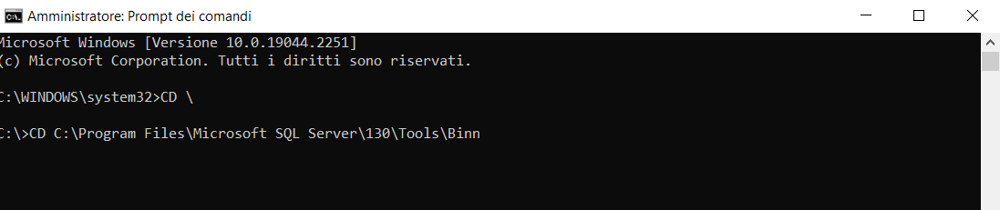 Amministratore: Prompt dei comandi
Microsoft Windows [Versione 10.0.19044.2251]
(c) Microsoft Corporation. Tutti i diritti sono riservati.
C:\WINDOWS\system32>CD \
C:\>CD C:\Program Files\Microsoft SQL Server\130\Tools\Binn